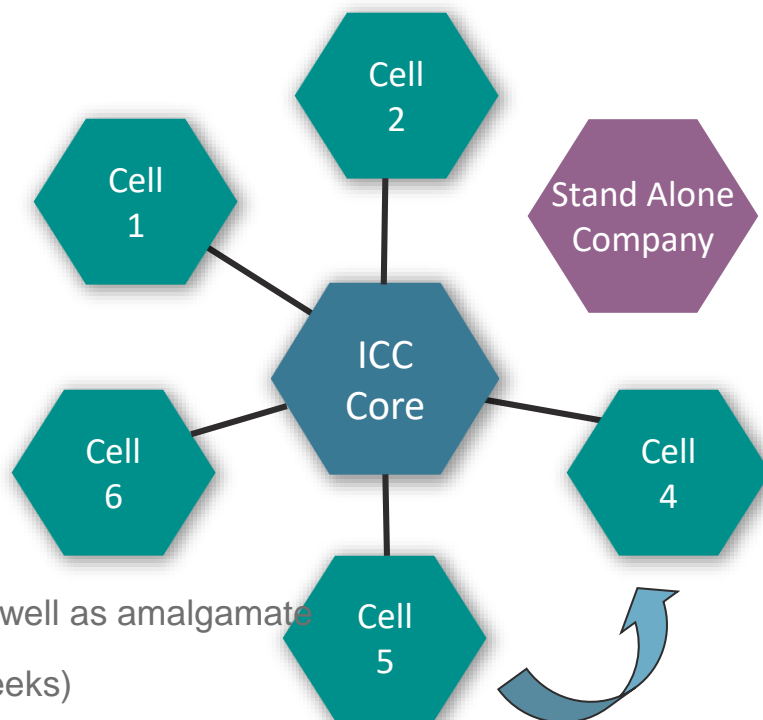 Cell
2
Cell
1
Stand Alone
Company
ICC
Core
Cell
6
Cell
4
well as amalgamate
Cell
5
eeks)